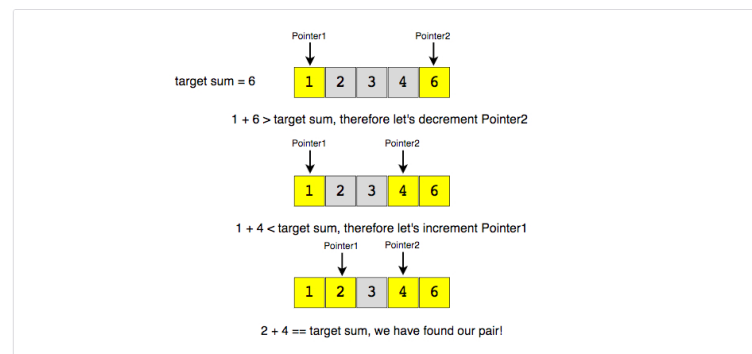 Pointer1 Pointer2
target sum = 6
1 2 3 4 6
1 + 6 > target sum, therefore let's decrement Pointer2
Pointer1 Pointer2
1 2 3 4 6
1 + 4 < target sum, therefore let's increment Pointer1
Pointer1 Pointer2
1 2 3 4 6
2 + 4 == target sum, we have found our pair!